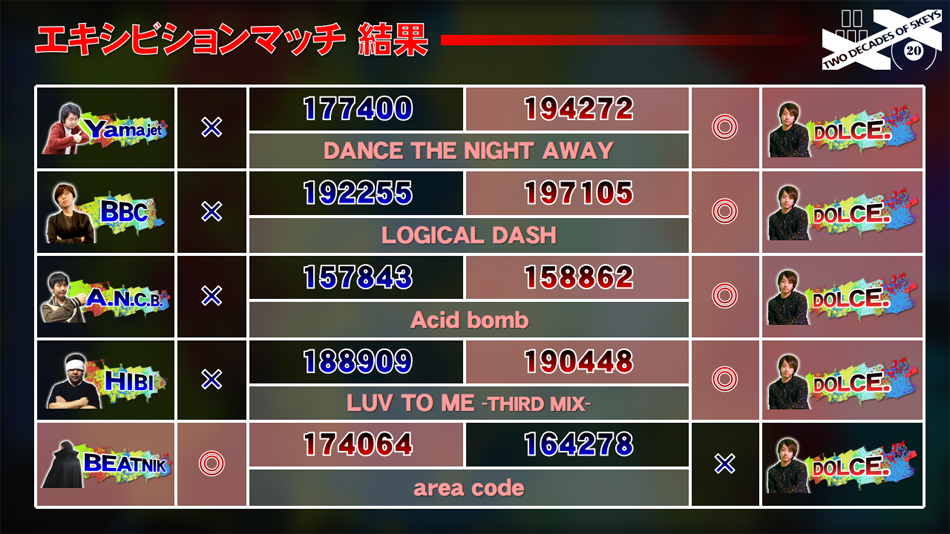 エキシビションマッチ 結果
TWO DECADES OF 5KEYS
20
Yamajet
×
177400
194272
◎
DOLCE.
DANCE THE NIGHT AWAY
BBC
×
192255
197105
◎
DOLCE.
LOGICAL DASH
A.N.C.B.
×
157843
158862
◎
DOLCE.
Acid bomb
HIBI
×
188909
190448
◎
DOLCE.
LUV TO ME -THIRD MIX-
BEATNIK
◎
174064
164278
×
DOLCE.
area code